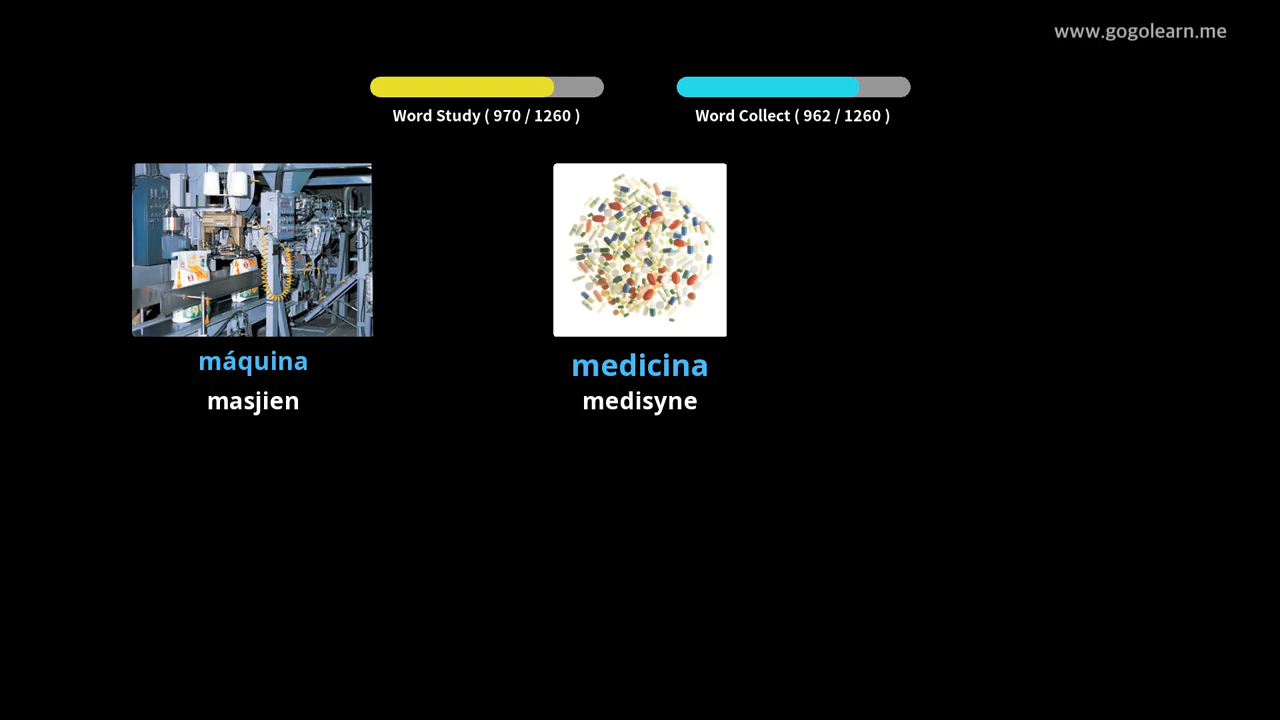 www.gogolearn.me
Word Study ( 970 / 1260 )
Word Collect ( 962 / 1260 )
máquina
masjien
medicina
medisyne